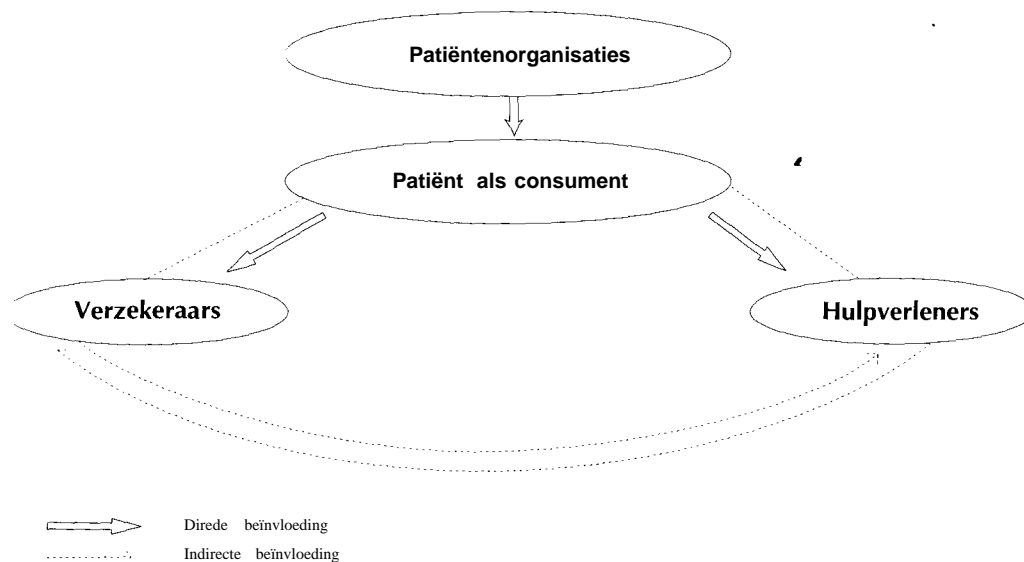 Patiëntenorganisaties
Patiënt als consument
Verzekeraars
Hulpverleners
Direde beïnvloeding
Indirecte beïnvloeding